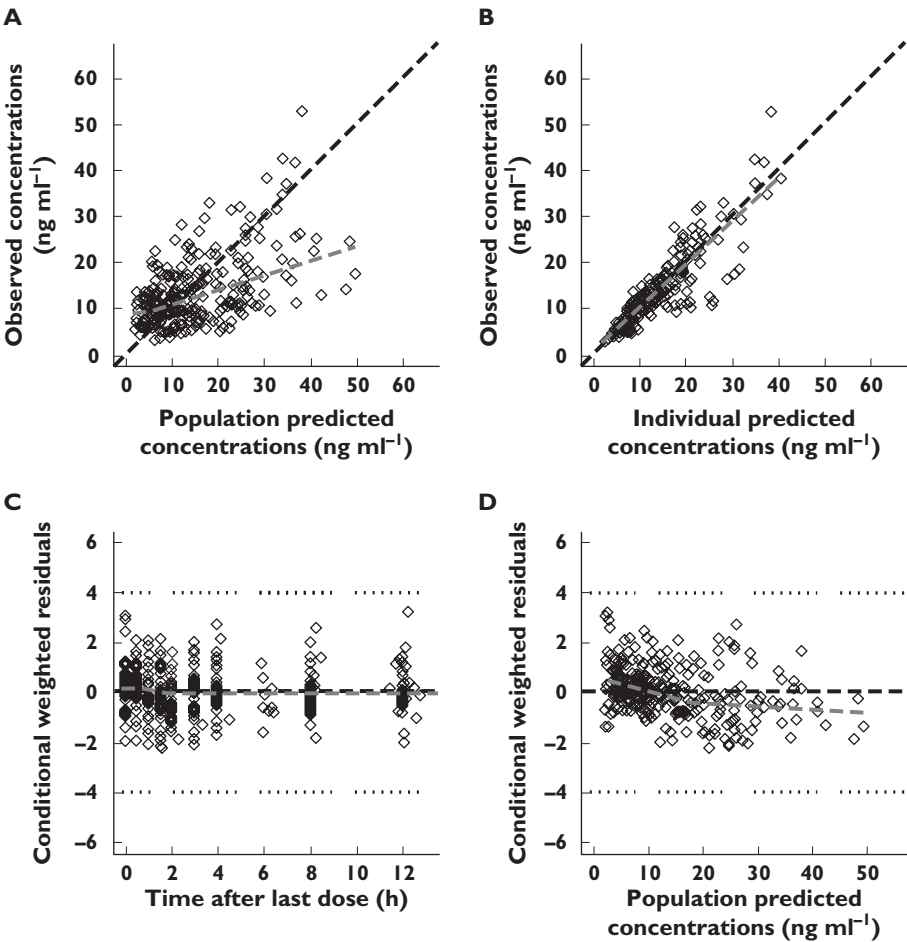 A
Observed concentrations
(ng ml⁻¹)
60
50
40
30
20
10
0
0 10 20 30 40 50 60
Population predicted
concentrations (ng ml⁻¹)
B
Observed concentrations
(ng ml⁻¹)
60
50
40
30
20
10
0
0 10 20 30 40 50 60
Individual predicted
concentrations (ng ml⁻¹)
C
Conditional weighted residuals
6
4
2
0
–2
–4
–6
0 2 4 6 8 10 12
Time after last dose (h)
D
Conditional weighted residuals
6
4
2
0
–2
–4
–6
0 10 20 30 40 50
Population predicted
concentrations (ng ml⁻¹)